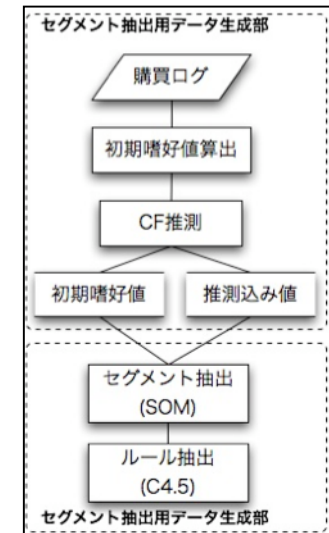 セグメント抽出用データ生成部
購買ログ
初期嗜好値算出
CF推測
初期嗜好値
推測込み値
セグメント抽出
(SOM)
ルール抽出
(C4.5)
セグメント抽出用データ生成部